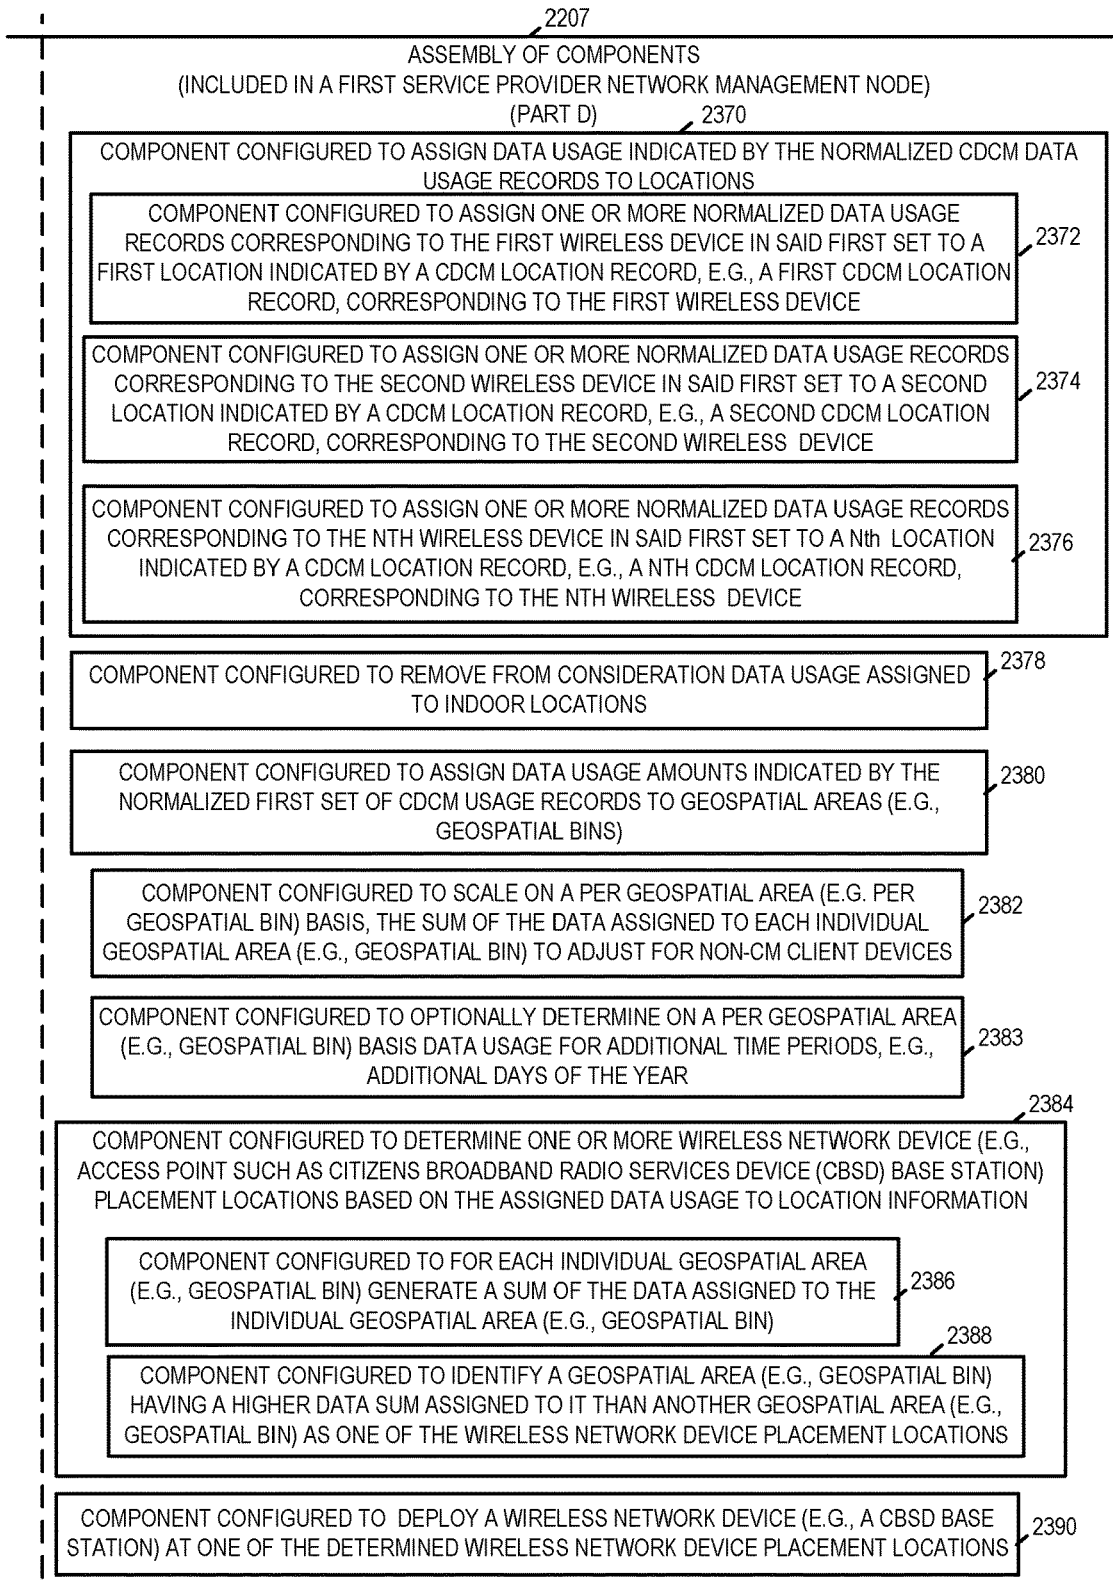 2207
ASSEMBLY OF COMPONENTS
(INCLUDED IN A FIRST SERVICE PROVIDER NETWORK MANAGEMENT NODE)
(PART D)
2370
COMPONENT CONFIGURED TO ASSIGN DATA USAGE INDICATED BY THE NORMALIZED CDCM DATA
USAGE RECORDS TO LOCATIONS
COMPONENT CONFIGURED TO ASSIGN ONE OR MORE NORMALIZED DATA USAGE
RECORDS CORRESPONDING TO THE FIRST WIRELESS DEVICE IN SAID FIRST SET TO A
FIRST LOCATION INDICATED BY A CDCM LOCATION RECORD, E.G., A FIRST CDCM LOCATION
RECORD, CORRESPONDING TO THE FIRST WIRELESS DEVICE
2372
COMPONENT CONFIGURED TO ASSIGN ONE OR MORE NORMALIZED DATA USAGE RECORDS
CORRESPONDING TO THE SECOND WIRELESS DEVICE IN SAID FIRST SET TO A SECOND
LOCATION INDICATED BY A CDCM LOCATION RECORD, E.G., A SECOND CDCM LOCATION
RECORD, CORRESPONDING TO THE SECOND WIRELESS DEVICE
2374
COMPONENT CONFIGURED TO ASSIGN ONE OR MORE NORMALIZED DATA USAGE RECORDS
CORRESPONDING TO THE NTH WIRELESS DEVICE IN SAID FIRST SET TO A Nth LOCATION
INDICATED BY A CDCM LOCATION RECORD, E.G., A NTH CDCM LOCATION RECORD,
CORRESPONDING TO THE NTH WIRELESS DEVICE
2376
COMPONENT CONFIGURED TO REMOVE FROM CONSIDERATION DATA USAGE ASSIGNED
TO INDOOR LOCATIONS
2378
COMPONENT CONFIGURED TO ASSIGN DATA USAGE AMOUNTS INDICATED BY THE
NORMALIZED FIRST SET OF CDCM USAGE RECORDS TO GEOSPATIAL AREAS (E.G.,
GEOSPATIAL BINS)
2380
COMPONENT CONFIGURED TO SCALE ON A PER GEOSPATIAL AREA (E.G. PER
GEOSPATIAL BIN) BASIS, THE SUM OF THE DATA ASSIGNED TO EACH INDIVIDUAL
GEOSPATIAL AREA (E.G., GEOSPATIAL BIN) TO ADJUST FOR NON-CM CLIENT DEVICES
2382
COMPONENT CONFIGURED TO OPTIONALLY DETERMINE ON A PER GEOSPATIAL AREA
(E.G., GEOSPATIAL BIN) BASIS DATA USAGE FOR ADDITIONAL TIME PERIODS, E.G.,
ADDITIONAL DAYS OF THE YEAR
2383
2384
COMPONENT CONFIGURED TO DETERMINE ONE OR MORE WIRELESS NETWORK DEVICE (E.G.,
ACCESS POINT SUCH AS CITIZENS BROADBAND RADIO SERVICES DEVICE (CBSD) BASE STATION)
PLACEMENT LOCATIONS BASED ON THE ASSIGNED DATA USAGE TO LOCATION INFORMATION
COMPONENT CONFIGURED TO FOR EACH INDIVIDUAL GEOSPATIAL AREA
(E.G., GEOSPATIAL BIN) GENERATE A SUM OF THE DATA ASSIGNED TO THE
INDIVIDUAL GEOSPATIAL AREA (E.G., GEOSPATIAL BIN)
2386
2388
COMPONENT CONFIGURED TO IDENTIFY A GEOSPATIAL AREA (E.G., GEOSPATIAL BIN)
HAVING A HIGHER DATA SUM ASSIGNED TO IT THAN ANOTHER GEOSPATIAL AREA (E.G.,
GEOSPATIAL BIN) AS ONE OF THE WIRELESS NETWORK DEVICE PLACEMENT LOCATIONS
COMPONENT CONFIGURED TO DEPLOY A WIRELESS NETWORK DEVICE (E.G., A CBSD BASE
STATION) AT ONE OF THE DETERMINED WIRELESS NETWORK DEVICE PLACEMENT LOCATIONS
2390